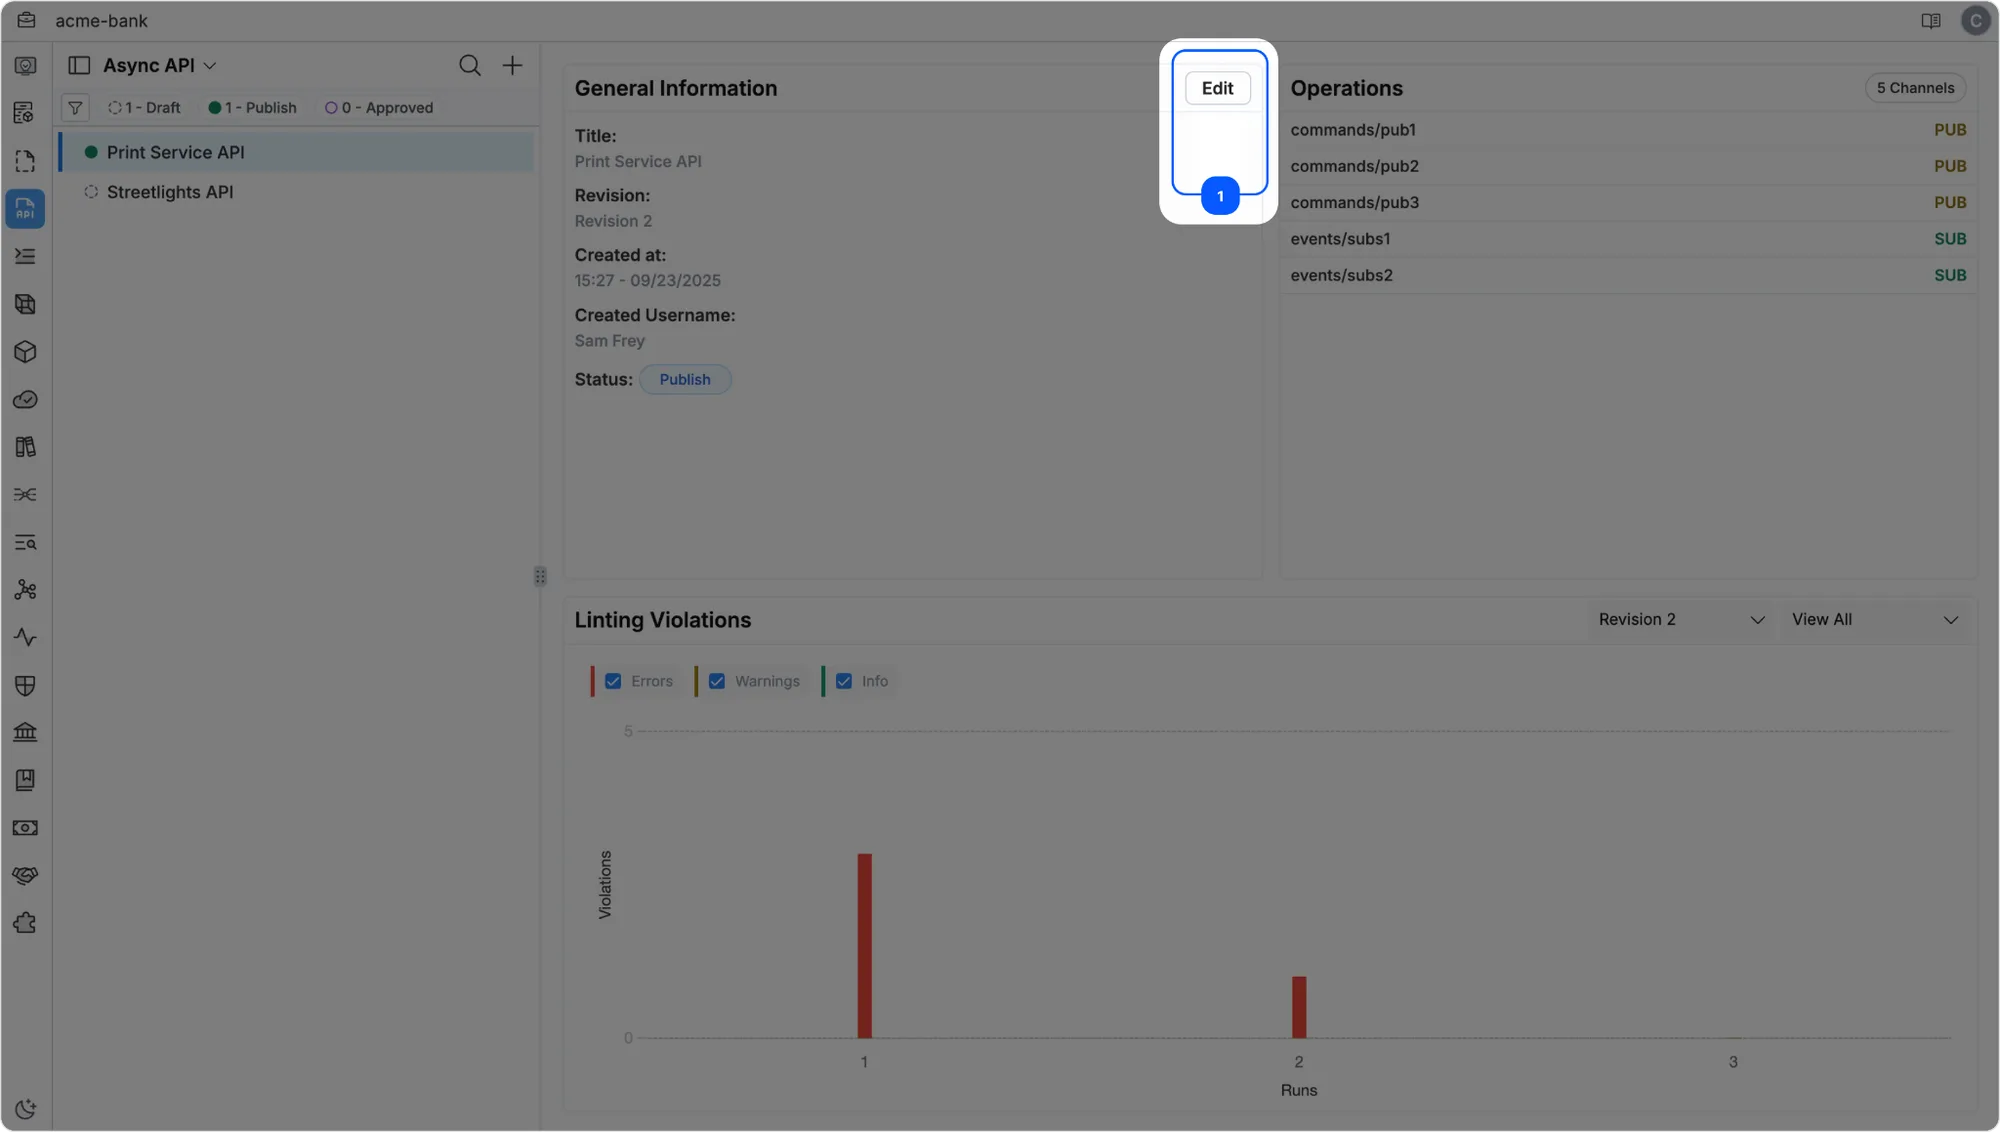 acme-bank
C
Async API
1 - Draft
1 - Publish
0 - Approved
Print Service API
Streetlights API
API
General Information
Edit
1
Title:
Print Service API
Revision:
Revision 2
Created at:
15:27 - 09/23/2025
Created Username:
Sam Frey
Status: Publish
Operations
5 Channels
commands/pub1 PUB
commands/pub2 PUB
commands/pub3 PUB
events/subs1 SUB
events/subs2 SUB
Linting Violations
Revision 2
View All
Errors
Warnings
Info
5
Violations
0
1
2
3
Runs